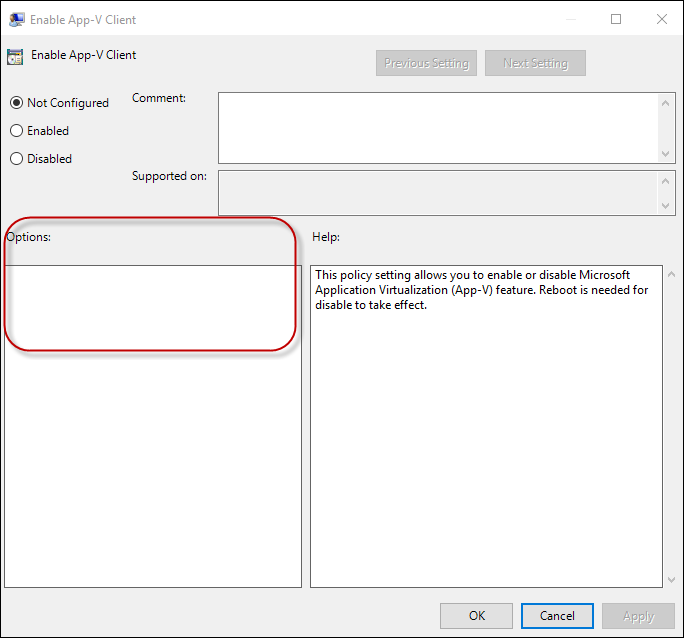 Enable App-V Client
Enable App-V Client
Previous Setting
Next Setting
Not Configured
Comment:
Enabled
Disabled
Supported on:
Options:
Help:
This policy setting allows you to enable or disable Microsoft
Application Virtualization (App-V) feature. Reboot is needed for
disable to take effect.
OK
Cancel
Apply